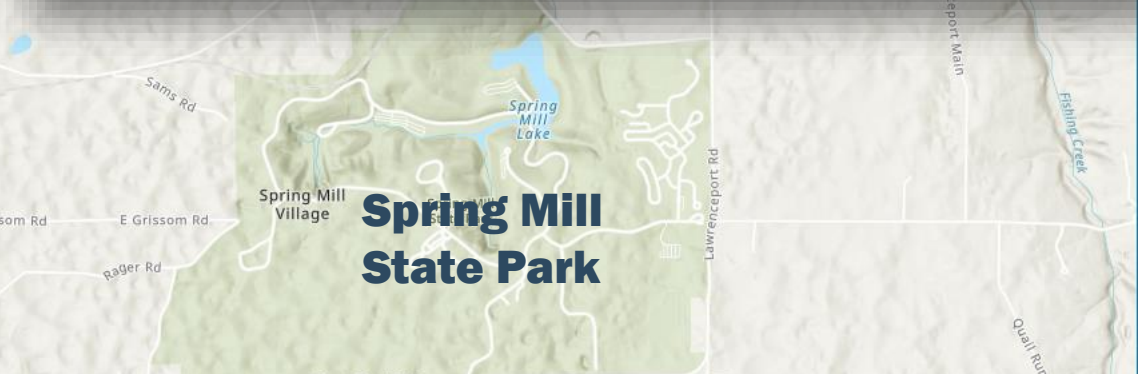 eport Main
Sams Rd
Fishing Creek
Spring
Mill
Lake
Lawrenceport Rd
Spring Mill
Village
Spring Mill
State Park
som Rd
E Grissom Rd
Rager Rd
Quail Run